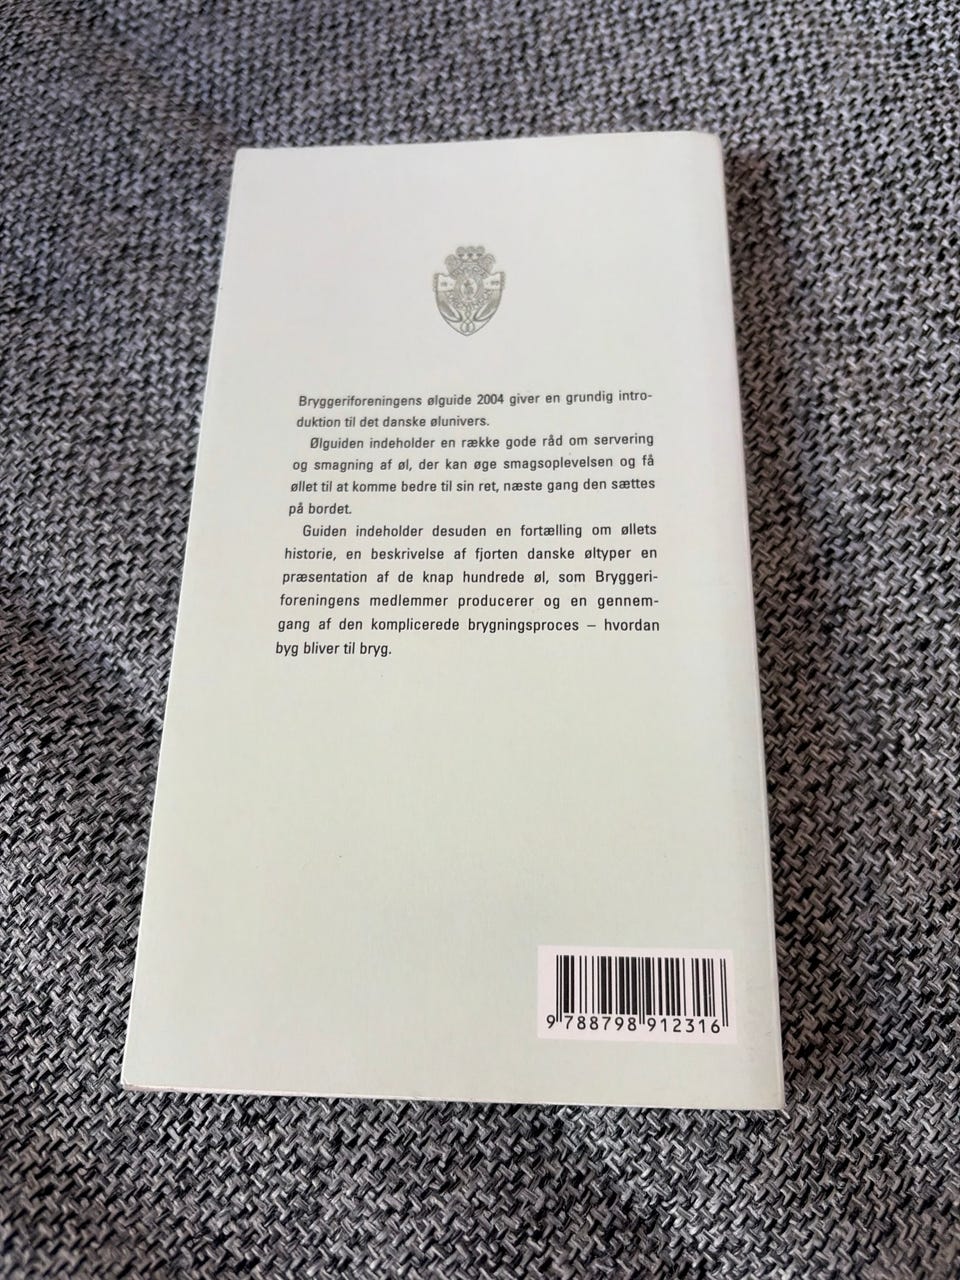 Bryggeriforeningens ølguide 2004 giver en grundig intro-
duktion til det danske ølunivers.
Ølguiden indeholder en række gode råd om servering
og smagning af øl, der kan øge smagsoplevelsen og få
øllet til at komme bedre til sin ret, næste gang den sættes
på bordet.
Guiden indeholder desuden en fortælling om øllets
historie, en beskrivelse af fjorten danske øltyper en
præsentation af de knap hundrede øl, som Bryggeri-
foreningens medlemmer producerer og en gennem-
gang af den komplicerede brygningsproces – hvordan
byg bliver til bryg.
9 788798 912316